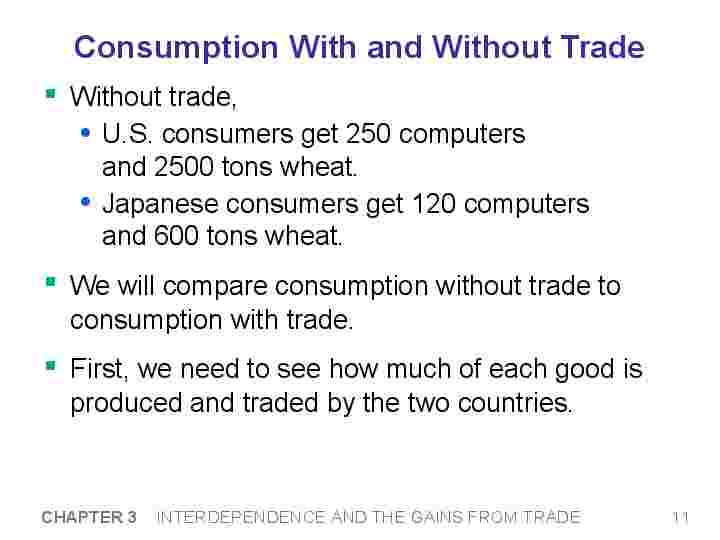 Consumption With and Without Trade
▪ Without trade,
• U.S. consumers get 250 computers
and 2500 tons wheat.
• Japanese consumers get 120 computers
and 600 tons wheat.
▪ We will compare consumption without trade to
consumption with trade.
▪ First, we need to see how much of each good is
produced and traded by the two countries.
CHAPTER 3 INTERDEPENDENCE AND THE GAINS FROM TRADE 11